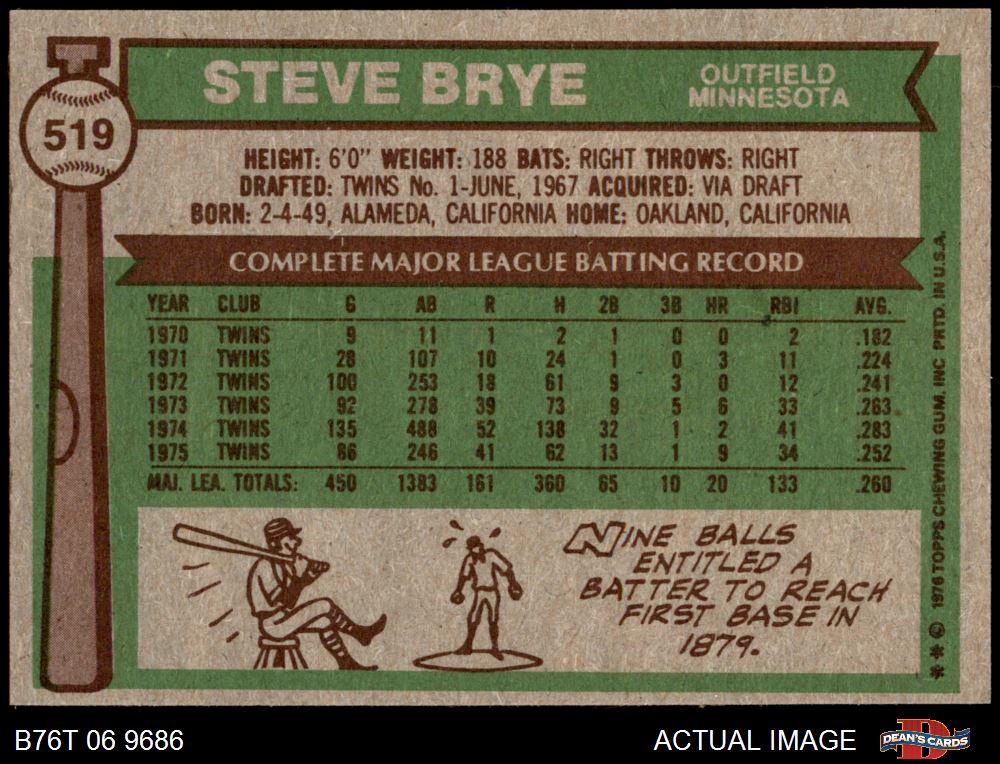 519
STEVE BRYE
OUTFIELD
MINNESOTA
HEIGHT: 6'0" WEIGHT: 188 BATS: RIGHT THROWS: RIGHT
DRAFTED: TWINS No. 1-JUNE, 1967 ACQUIRED: VIA DRAFT
BORN: 2-4-49, ALAMEDA, CALIFORNIA HOME: OAKLAND, CALIFORNIA
COMPLETE MAJOR LEAGUE BATTING RECORD
YEAR CLUB G AB R H 2B 3B HR RBI AVG.
1970 TWINS 9 11 1 2 1 0 0 2 .182
1971 TWINS 28 107 10 24 1 0 3 11 .224
1972 TWINS 100 253 18 61 9 3 0 12 .241
1973 TWINS 92 278 39 73 9 5 6 33 .263
1974 TWINS 135 488 52 138 32 1 2 41 .283
1975 TWINS 86 246 41 62 13 1 9 34 .252
MAJ. LEA. TOTALS: 450 1383 161 360 65 10 20 133 .260
NINE BALLS
ENTITLED A
BATTER TO REACH
FIRST BASE IN
1879.
** © 1976 TOPPS CHEWING GUM, INC PRTD. IN U.S.A.
B76T 06 9686
ACTUAL IMAGE
D
DEAN'S CARDS